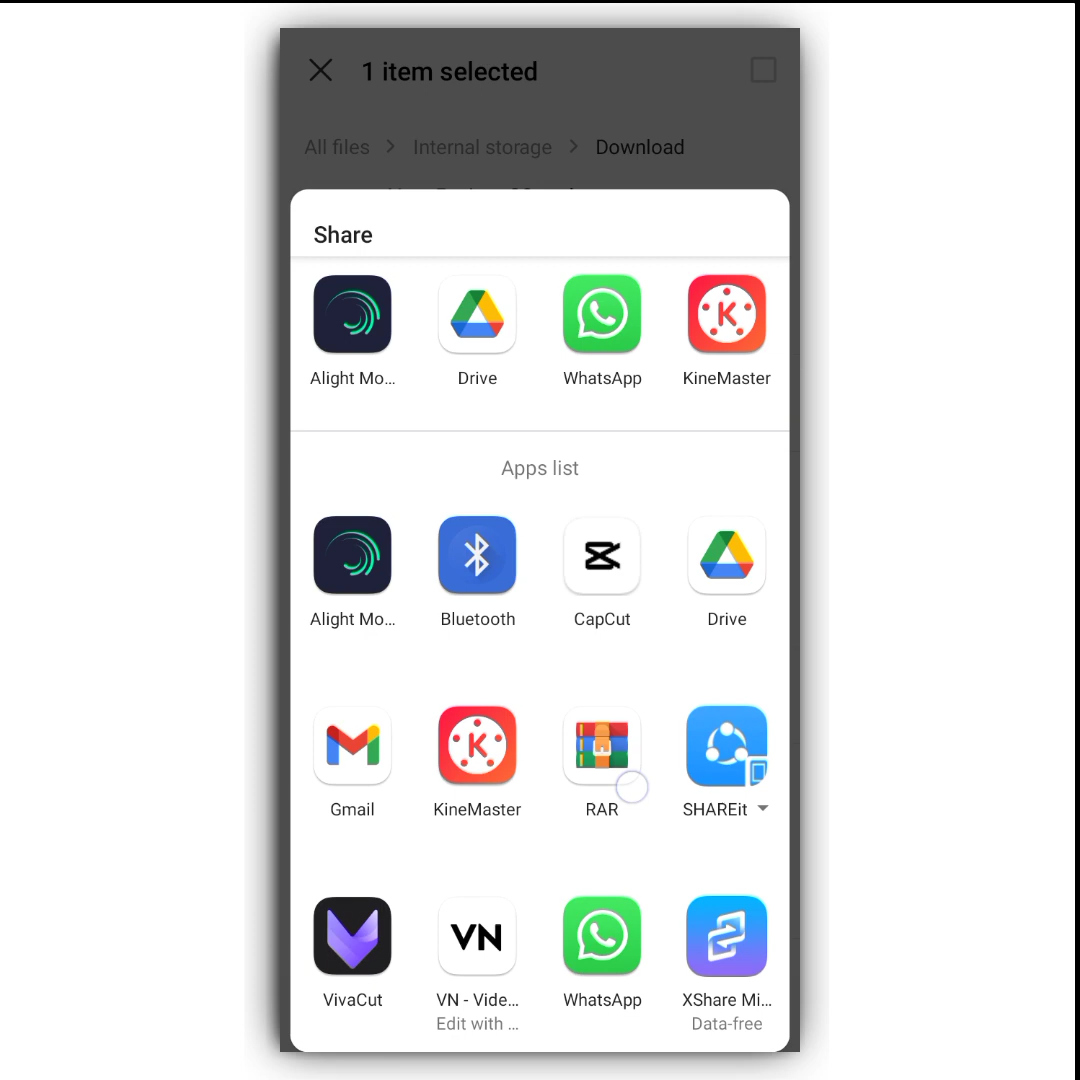 1 item selected
All files > Internal storage > Download
Share
Alight Mo... Drive WhatsApp KineMaster
Apps list
Alight Mo... Bluetooth CapCut Drive
Gmail KineMaster RAR SHAREit
VN
VivaCut VN - Vide... WhatsApp XShare Mi...
Edit with ... Data-free